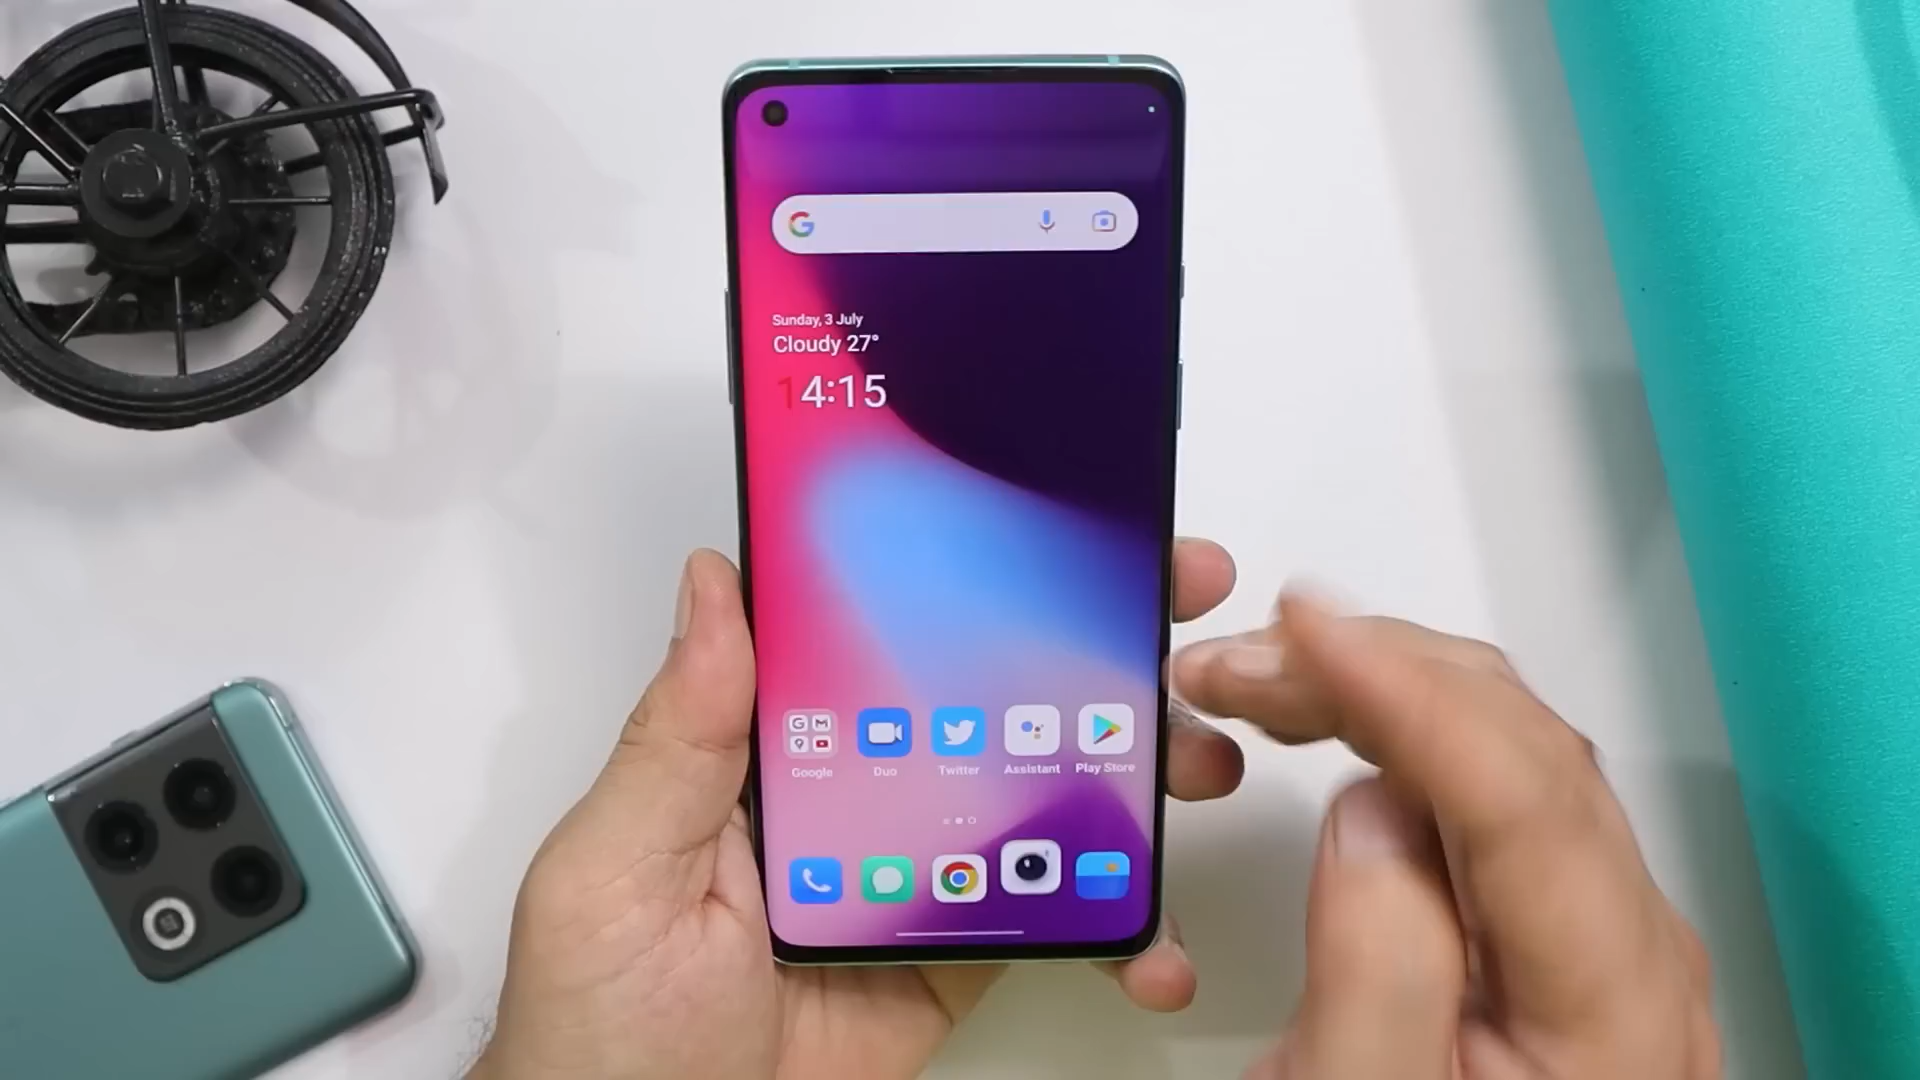 Sunday, 3 July
Cloudy 27°
14:15
Google
Duo
Twitter
Assistant
Play Store